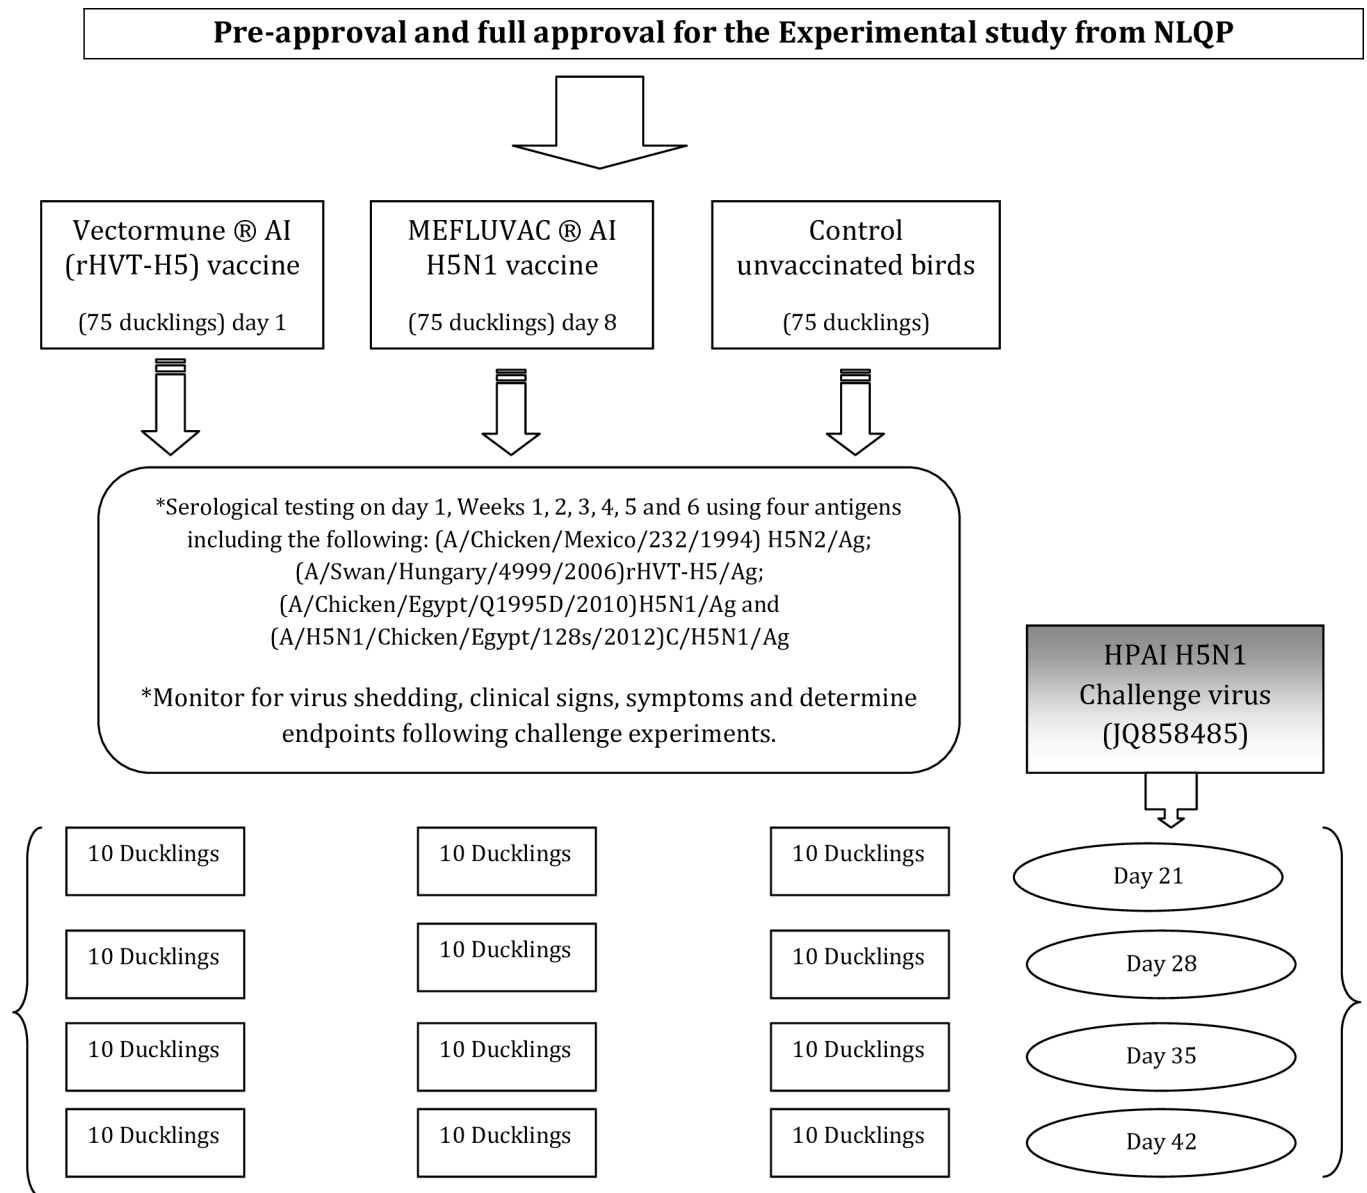 Pre-approval and full approval for the Experimental study from NLQP
Vectormune ® AI
(rHVT-H5) vaccine
(75 ducklings) day 1
MEFLUVAC ® AI
H5N1 vaccine
(75 ducklings) day 8
Control
unvaccinated birds
(75 ducklings)
*Serological testing on day 1, Weeks 1, 2, 3, 4, 5 and 6 using four antigens
including the following: (A/Chicken/Mexico/232/1994) H5N2/Ag;
(A/Swan/Hungary/4999/2006)rHVT-H5/Ag;
(A/Chicken/Egypt/Q1995D/2010)H5N1/Ag and
(A/H5N1/Chicken/Egypt/128s/2012)C/H5N1/Ag
*Monitor for virus shedding, clinical signs, symptoms and determine
endpoints following challenge experiments.
HPAI H5N1
Challenge virus
(JQ858485)
10 Ducklings
10 Ducklings
10 Ducklings
Day 21
10 Ducklings
10 Ducklings
10 Ducklings
Day 28
10 Ducklings
10 Ducklings
10 Ducklings
Day 35
10 Ducklings
10 Ducklings
10 Ducklings
Day 42